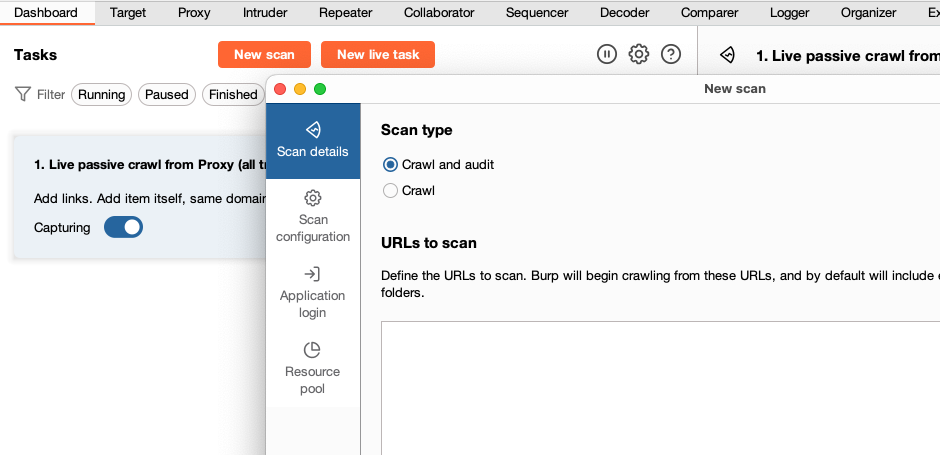 Dashboard Target Proxy Intruder Repeater Collaborator Sequencer Decoder Comparer Logger Organizer
Tasks New scan New live task 1. Live passive crawl from
Filter Running Paused Finished
New scan
1. Live passive crawl from Proxy (all
Add links. Add item itself, same domain
Capturing
Scan details
Scan
configuration
Application
login
Resource
pool
Scan type
Crawl and audit
Crawl
URLs to scan
Define the URLs to scan. Burp will begin crawling from these URLs, and by default will include
folders.